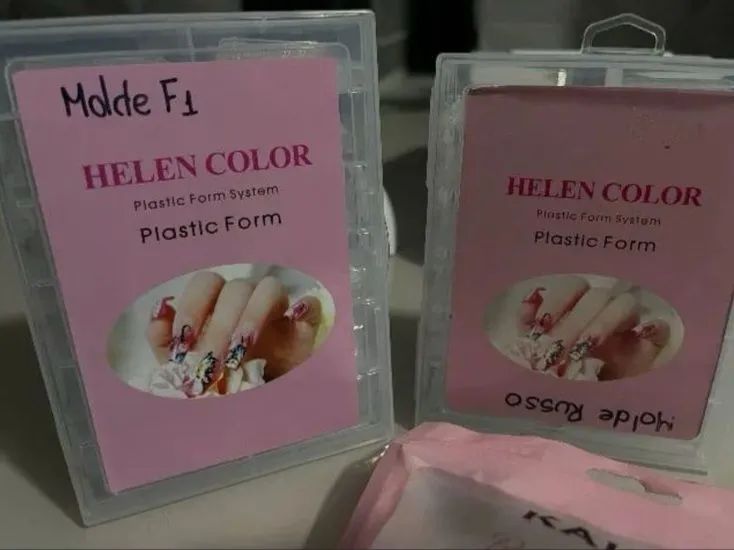 Molde F1
HELEN COLOR
Plastic Form System
Plastic Form
HELEN COLOR
Plastic Form System
Plastic Form
Molde Russo